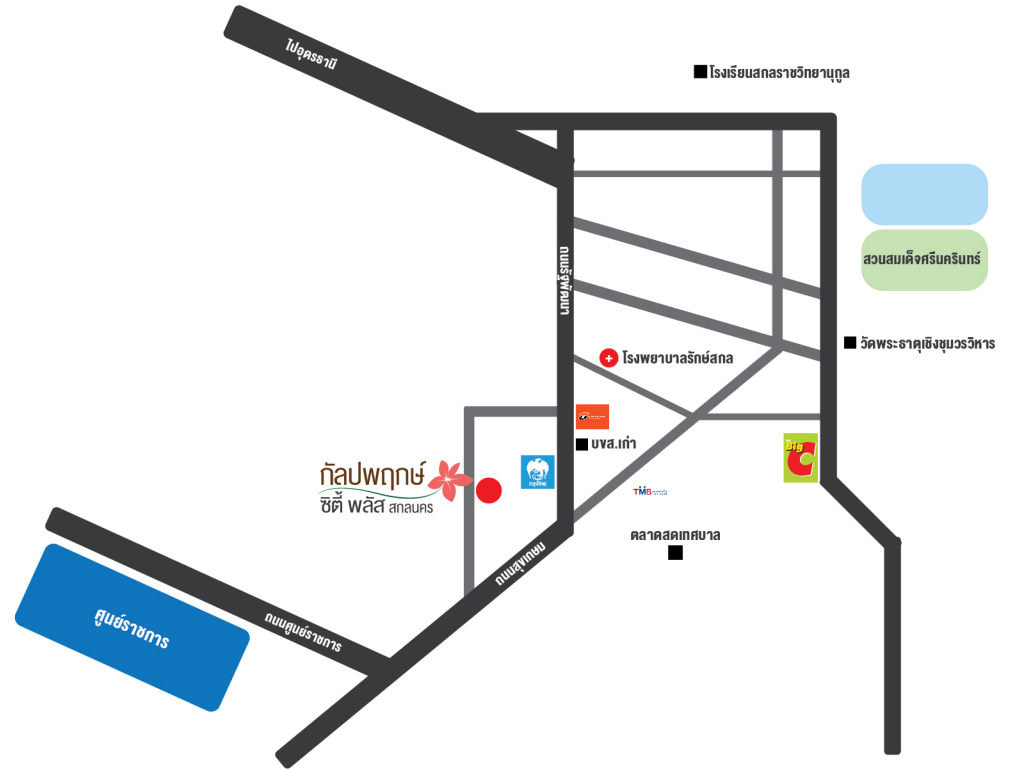 ไปอุดรธานี
โรงเรียนสกลราชวิทยานุกูล
สวนสมเด็จศรีนครินทร์
ถนนรัฐพัฒนา
วัดพระธาตุเชิงชุมวรวิหาร
โรงพยาบาลรักษ์สกล
บขส.เก่า
Big
C
กรุงไทย
กัลปพฤกษ์
ซิตี้ พลัส สกลนคร
TMB
ตลาดสดเทศบาล
ถนนสุขเกษม
ถนนศูนย์ราชการ
ศูนย์ราชการ